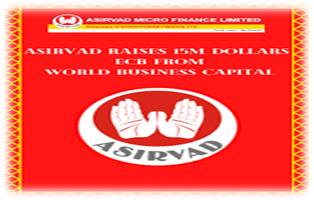 ASIRVAD MICRO FINANCE LIMITED
ASIRVAD RAISES 15M DOLLARS
ECB FROM
WORLD BUSINESS CAPITAL
ASIRVAD